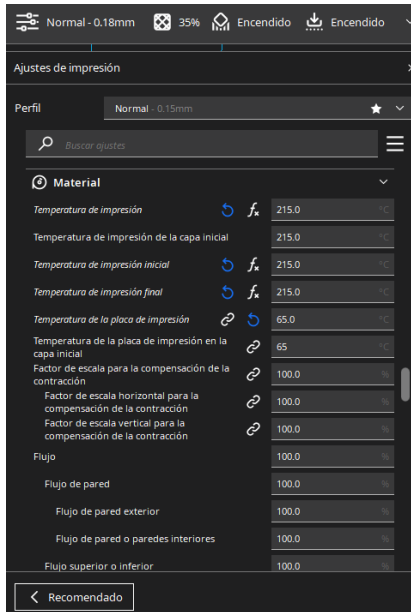 Normal - 0.18mm 35% Encendido Encendido
Ajustes de impresión
Perfil Normal - 0.15mm
Buscar ajustes
Material
Temperatura de impresión 215.0 °C
Temperatura de impresión de la capa inicial 215.0 °C
Temperatura de impresión inicial 215.0 °C
Temperatura de impresión final 215.0 °C
Temperatura de la placa de impresión 65.0 °C
Temperatura de la placa de impresión en la
capa inicial 65 °C
Factor de escala para la compensación de la
contracción 100.0 %
Factor de escala horizontal para la
compensación de la contracción 100.0 %
Factor de escala vertical para la
compensación de la contracción 100.0 %
Flujo 100.0 %
Flujo de pared 100.0 %
Flujo de pared exterior 100.0 %
Flujo de pared o paredes interiores 100.0 %
Flujo superior o inferior 100.0 %
Recomendado